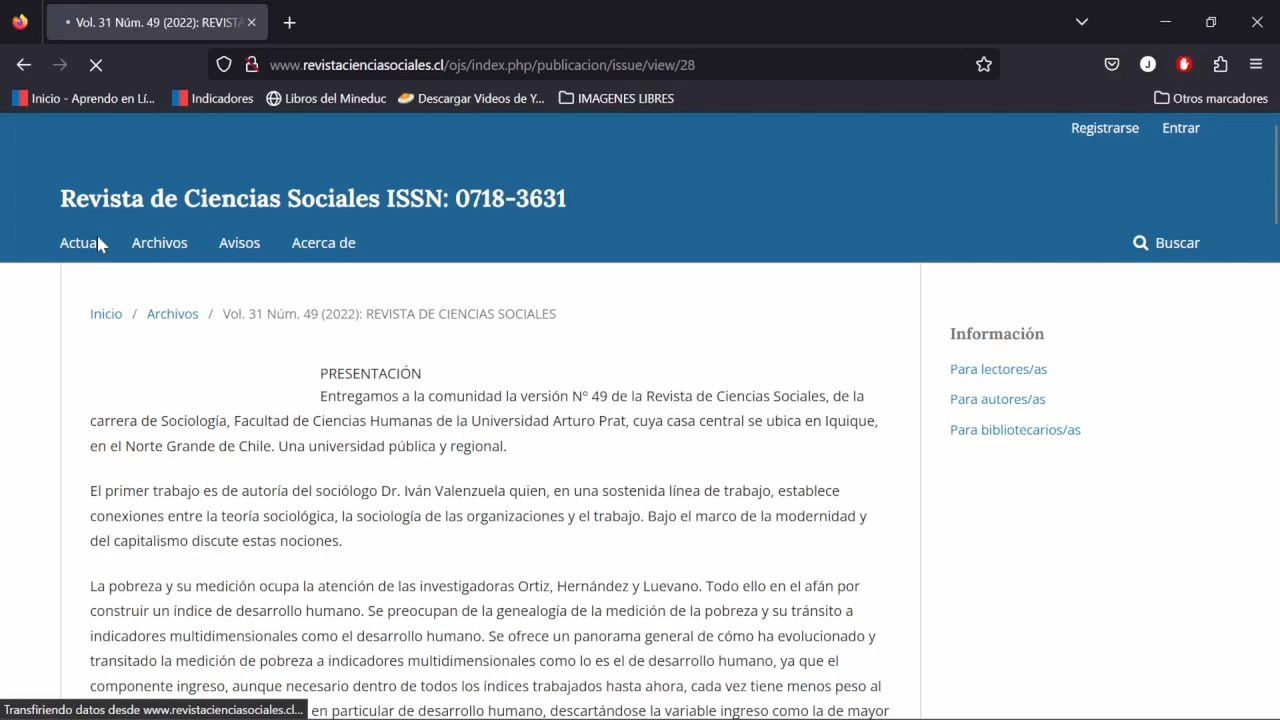 Vol. 31 Núm. 49 (2022): REVISTA
www.revistacienciasociales.cl/ojs/index.php/publicacion/issue/view/28
J
Inicio - Aprendo en Lí... Indicadores Libros del Mineduc Descargar Videos de Y... IMAGENES LIBRES Otros marcadores
Registrarse Entrar
Revista de Ciencias Sociales ISSN: 0718-3631
Actual Archivos Avisos Acerca de Buscar
Inicio / Archivos / Vol. 31 Núm. 49 (2022): REVISTA DE CIENCIAS SOCIALES
Información
Para lectores/as
Para autores/as
Para bibliotecarios/as
PRESENTACIÓN
Entregamos a la comunidad la versión Nº 49 de la Revista de Ciencias Sociales, de la
carrera de Sociología, Facultad de Ciencias Humanas de la Universidad Arturo Prat, cuya casa central se ubica en Iquique,
en el Norte Grande de Chile. Una universidad pública y regional.
El primer trabajo es de autoría del sociólogo Dr. Iván Valenzuela quien, en una sostenida línea de trabajo, establece
conexiones entre la teoría sociológica, la sociología de las organizaciones y el trabajo. Bajo el marco de la modernidad y
del capitalismo discute estas nociones.
La pobreza y su medición ocupa la atención de las investigadoras Ortiz, Hernández y Luevano. Todo ello en el afán por
construir un índice de desarrollo humano. Se preocupan de la genealogía de la medición de la pobreza y su tránsito a
indicadores multidimensionales como el desarrollo humano. Se ofrece un panorama general de cómo ha evolucionado y
transitado la medición de pobreza a indicadores multidimensionales como lo es el de desarrollo humano, ya que el
componente ingreso, aunque necesario dentro de todos los índices trabajados hasta ahora, cada vez tiene menos peso al
en particular de desarrollo humano, descartándose la variable ingreso como la de mayor
Transfiriendo datos desde www.revistacienciasociales.cl...